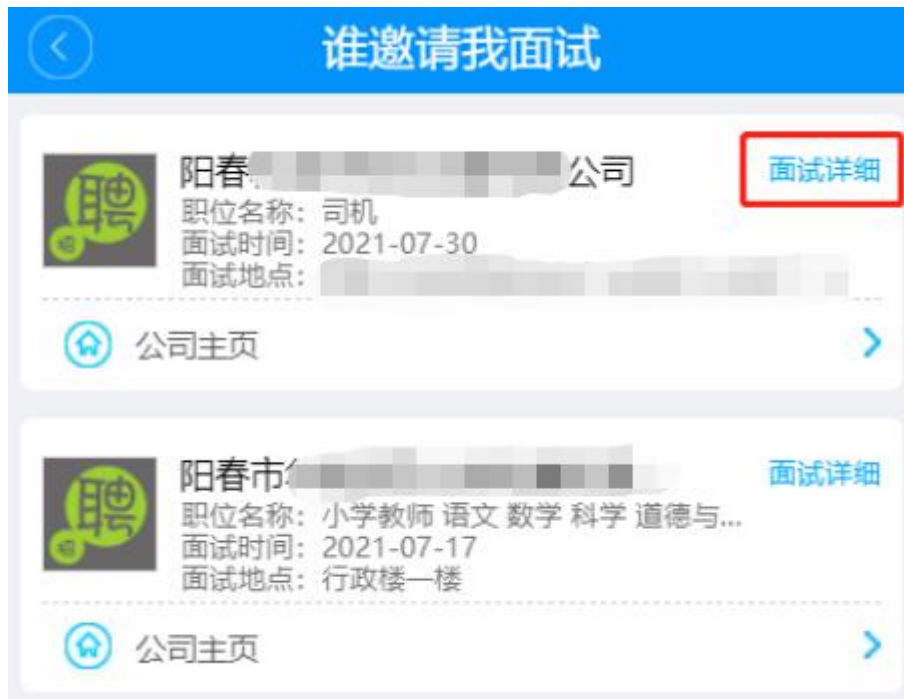 谁邀请我面试
聘
招
阳春
公司
面试详细
职位名称：司机
面试时间：2021-07-30
面试地点：
公司主页
聘
招
阳春市
面试详细
职位名称：小学教师 语文 数学 科学 道德与...
面试时间：2021-07-17
面试地点：行政楼一楼
公司主页